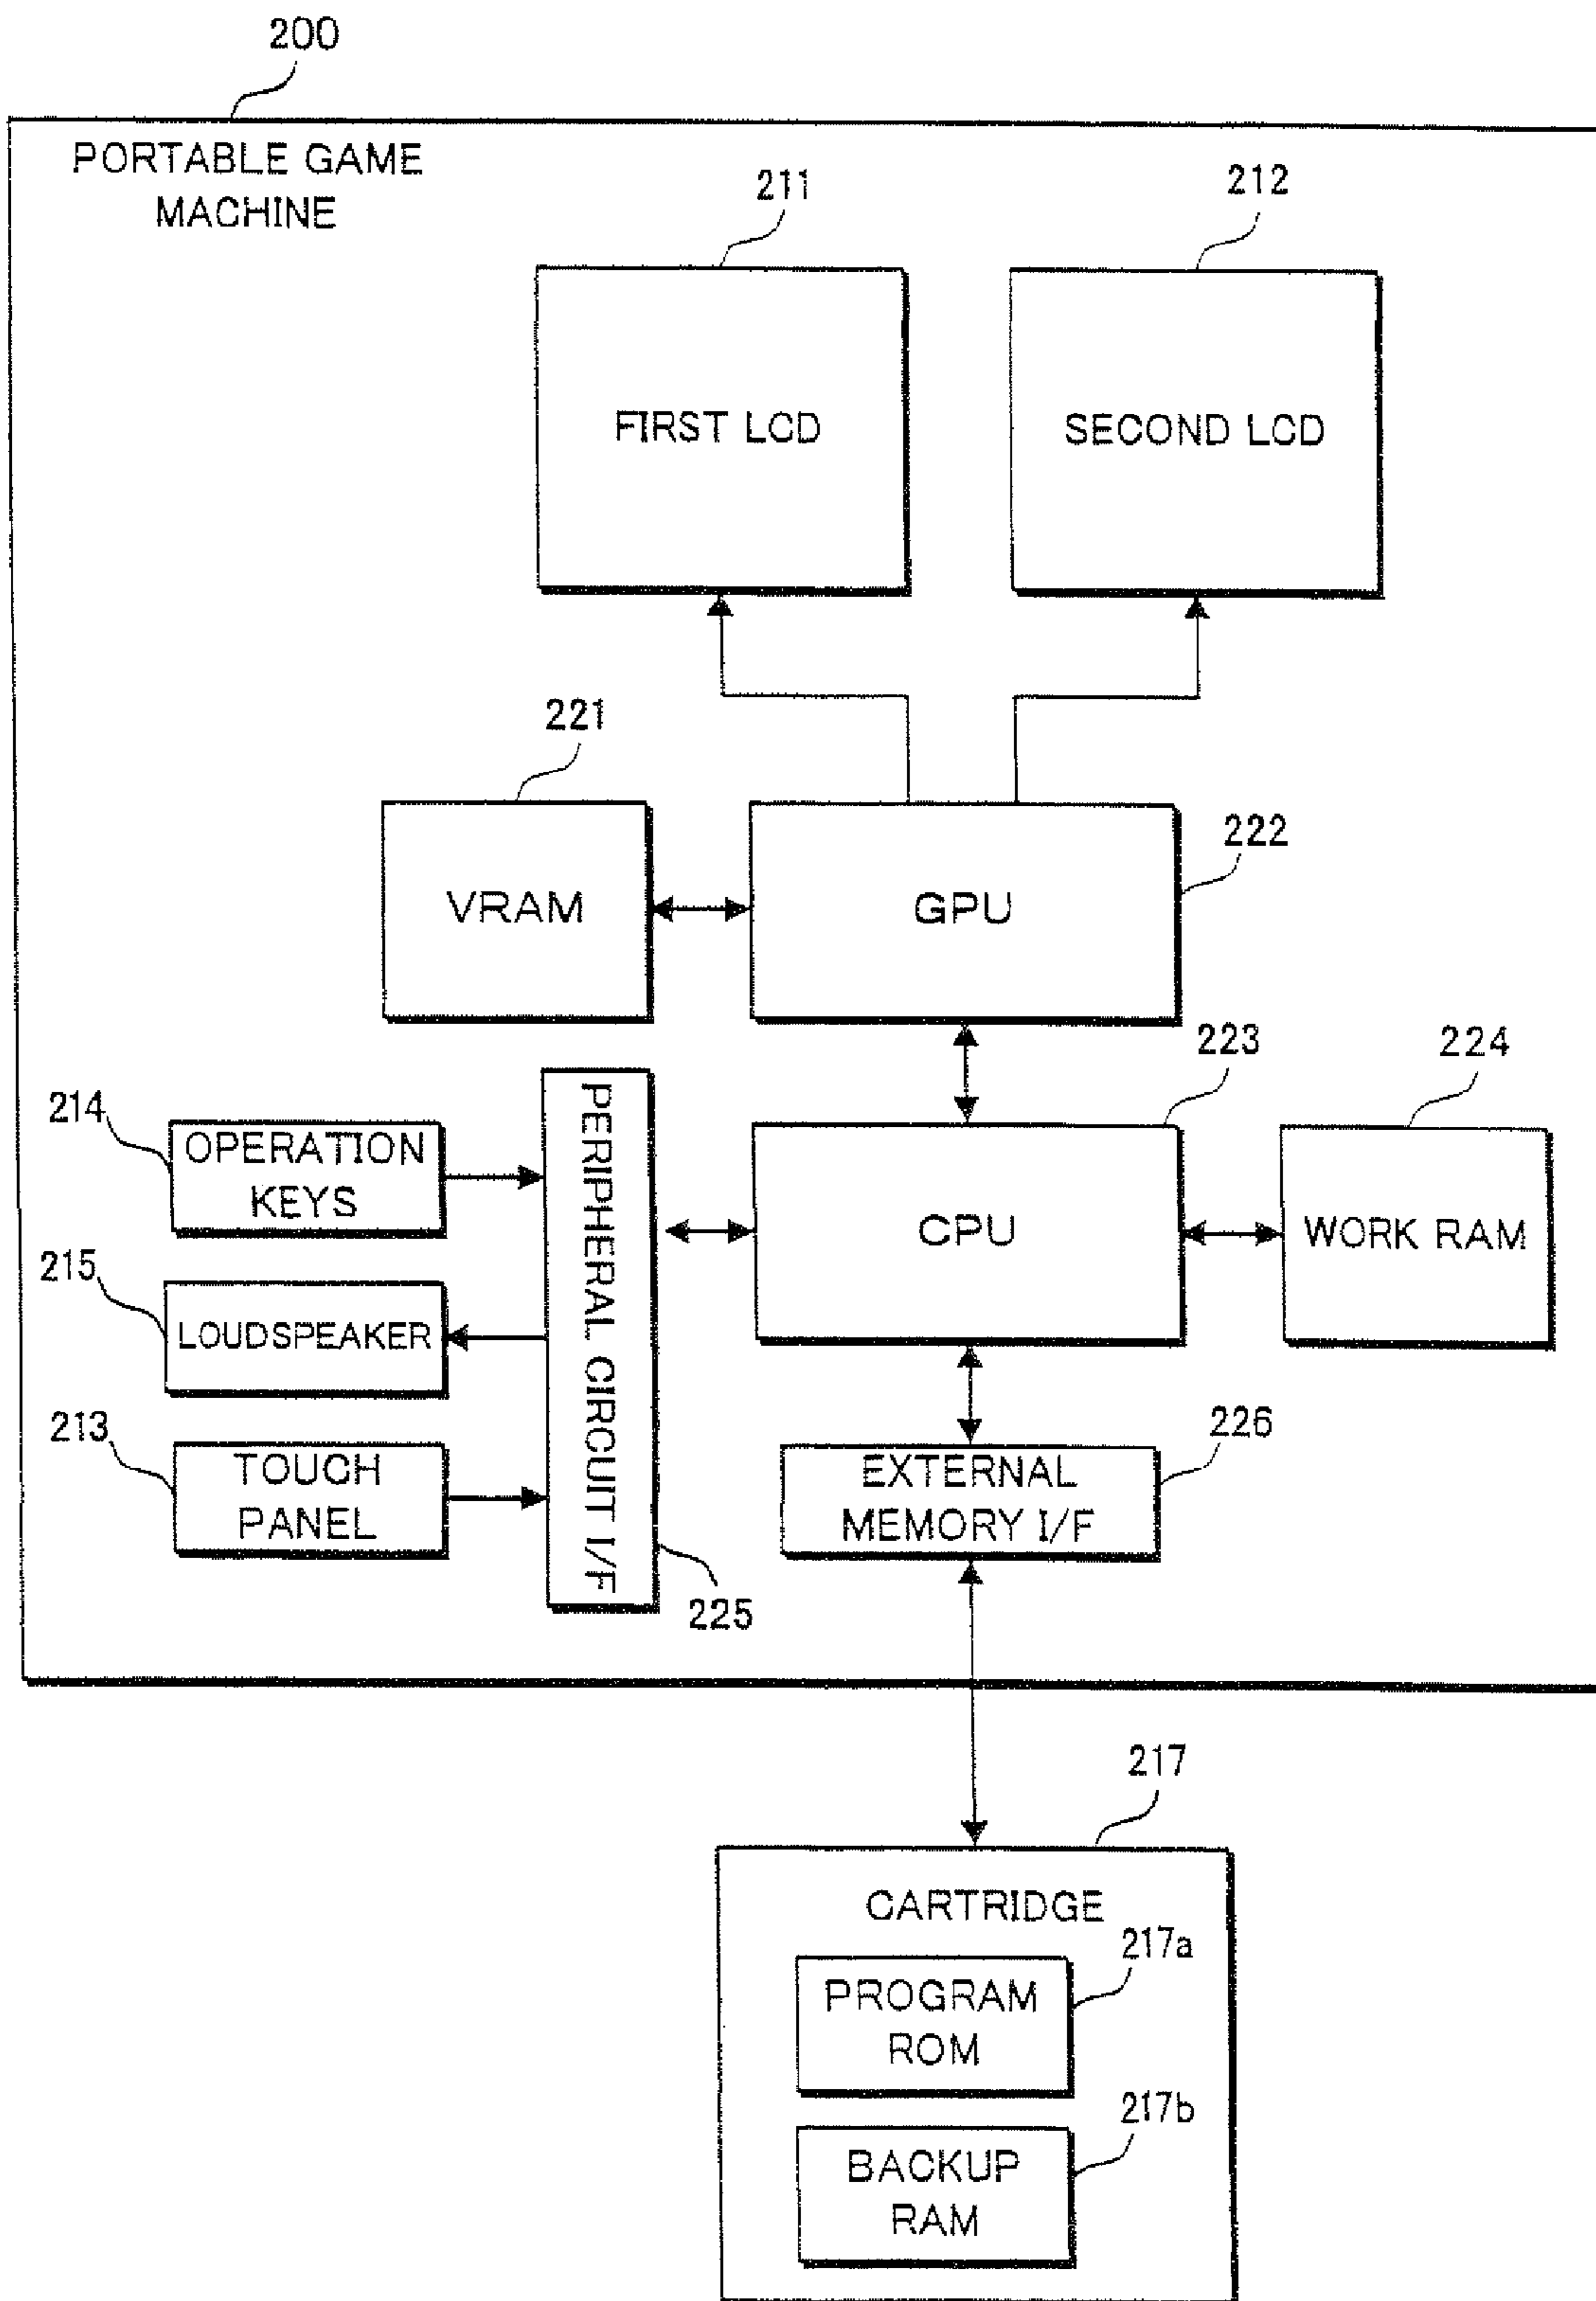 200
PORTABLE GAME
MACHINE
211
212
FIRST LCD
SECOND LCD
221
VRAM
GPU
222
223
224
214
OPERATION
KEYS
PERIPHERAL CIRCUIT I/F
CPU
WORK RAM
215
LOUDSPEAKER
213
TOUCH
PANEL
225
226
EXTERNAL
MEMORY I/F
217
CARTRIDGE
217a
PROGRAM
ROM
217b
BACKUP
RAM